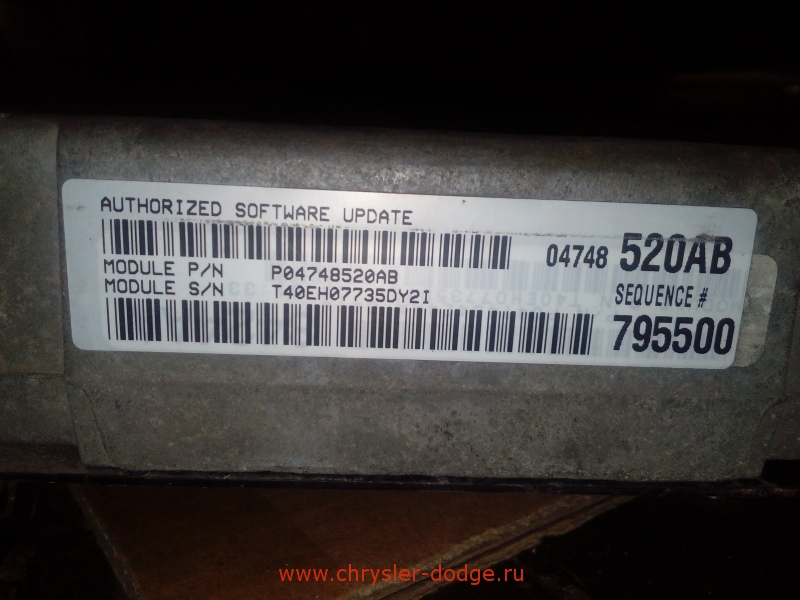 AUTHORIZED SOFTWARE UPDATE
04748 520AB
MODULE P/N P04748520AB
MODULE S/N T40EH07735DY2I
SEQUENCE #
795500
www.chrysler-dodge.ru